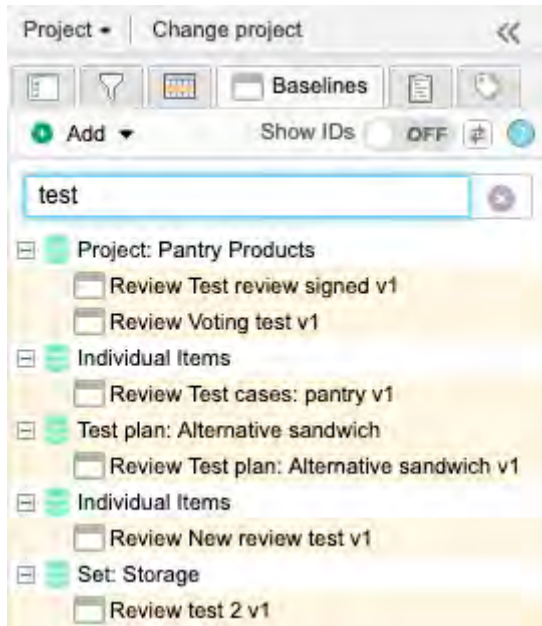 Project Change project
Baselines
Add Show IDs OFF
test
Project: Pantry Products
Review Test review signed v1
Review Voting test v1
Individual Items
Review Test cases: pantry v1
Test plan: Alternative sandwich
Review Test plan: Alternative sandwich v1
Individual Items
Review New review test v1
Set: Storage
Review test 2 v1